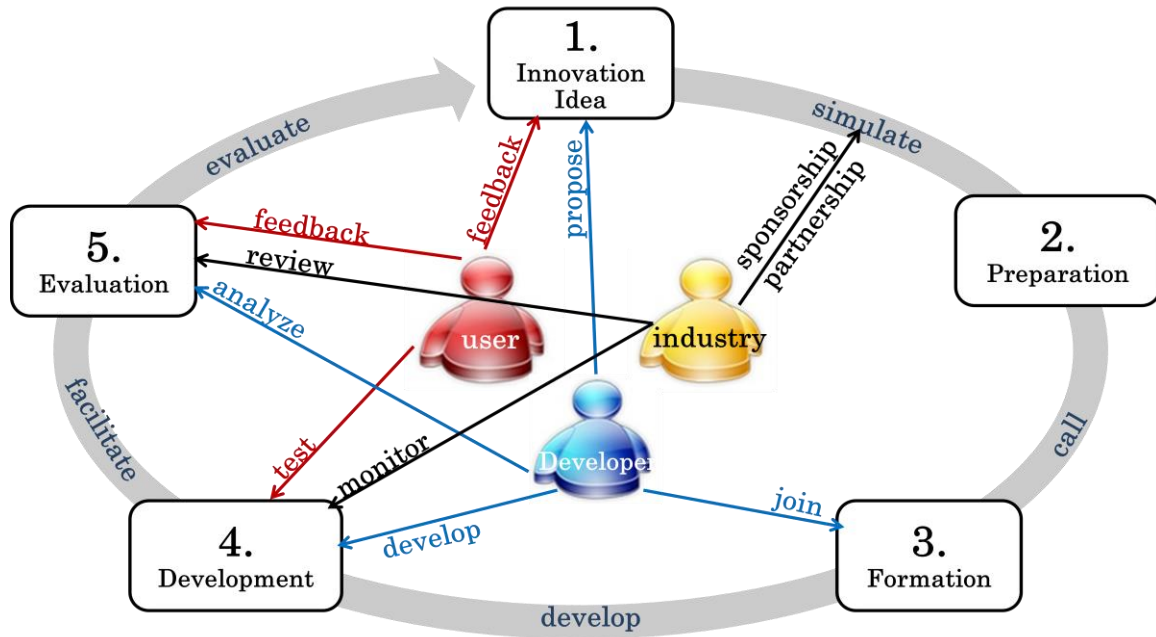 1.
Innovation
Idea
simulate
evaluate
feedback
propose
sponsorship
partnership
5.
Evaluation
feedback
review
analyze
2.
Preparation
user
industry
Developer
facilitate
call
test
monitor
join
develop
4.
Development
3.
Formation
develop